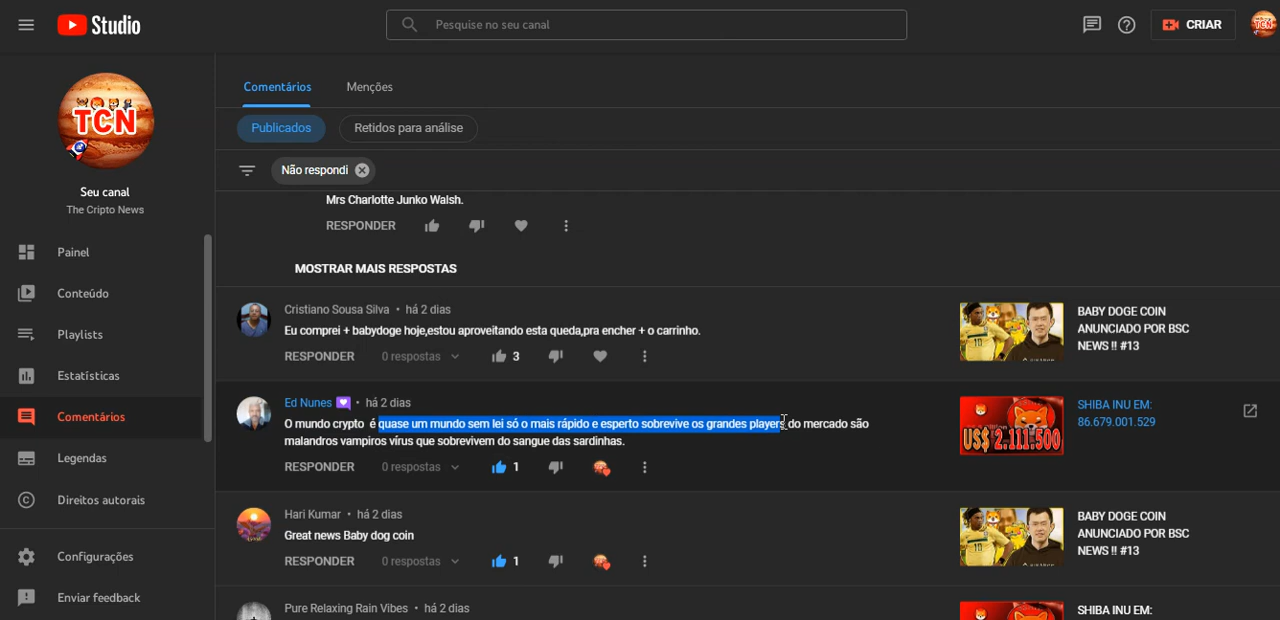 Studio
Pesquise no seu canal
CRIAR
TCN
TCN
Seu canal
The Cripto News
Painel
Conteúdo
Playlists
Estatísticas
Comentários
Legendas
Direitos autorais
Configurações
Enviar feedback
Comentários
Menções
Publicados
Retidos para análise
Não respondi
Mrs Charlotte Junko Walsh.
RESPONDER
MOSTRAR MAIS RESPOSTAS
Cristiano Sousa Silva • há 2 dias
Eu comprei + babydoge hoje,estou aproveitando esta queda,pra encher + o carrinho.
RESPONDER 0 respostas 3
BABY DOGE COIN
ANUNCIADO POR BSC
NEWS !! #13
Ed Nunes • há 2 dias
O mundo crypto é quase um mundo sem lei só o mais rápido e esperto sobrevive os grandes players do mercado são
malandros vampiros vírus que sobrevivem do sangue das sardinhas.
RESPONDER 0 respostas 1
US$ 2.111.500
SHIBA INU EM:
86.679.001.529
Hari Kumar • há 2 dias
Great news Baby dog coin
RESPONDER 0 respostas 1
BABY DOGE COIN
ANUNCIADO POR BSC
NEWS !! #13
Pure Relaxing Rain Vibes • há 2 dias
SHIBA INU EM: